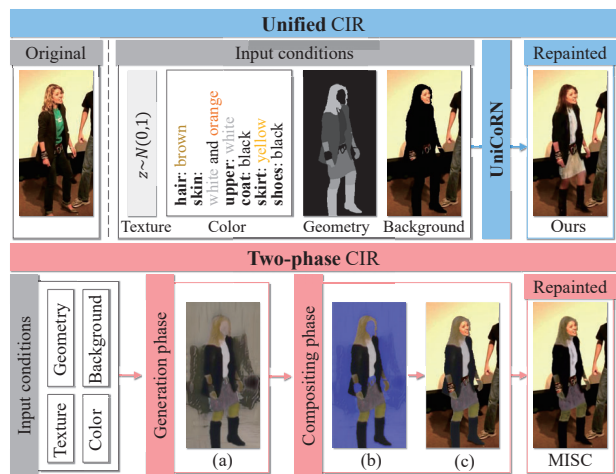 Unified CIR
Original
Input conditions
Repainted
z~N(0,1)
hair: brown
skin:
white and orange
upper: white
coat: black
skirt: yellow
shoes: black
UniCoRN
Texture
Color
Geometry
Background
Ours
Two-phase CIR
Repainted
Input conditions
Geometry
Background
Texture
Color
Generation phase
Compositing phase
(a)
(b)
(c)
MISC